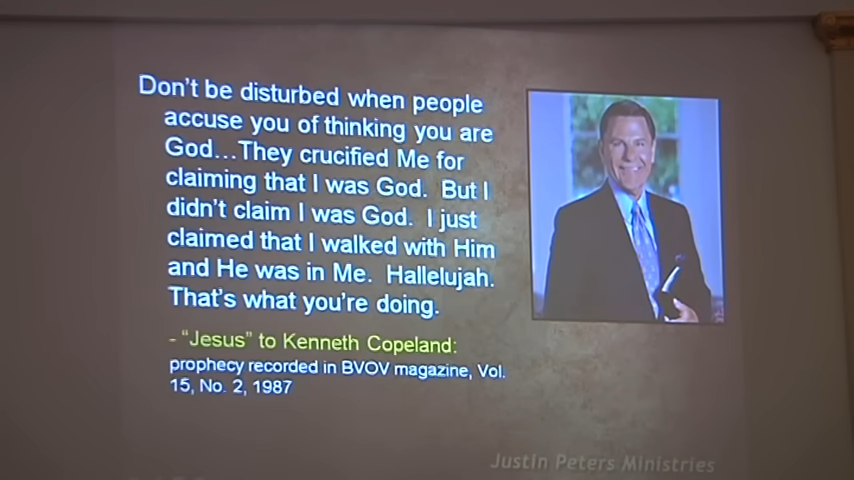 Don't be disturbed when people
accuse you of thinking you are
God...They crucified Me for
claiming that I was God. But I
didn't claim I was God. I just
claimed that I walked with Him
and He was in Me. Hallelujah.
That's what you're doing.
- "Jesus" to Kenneth Copeland:
prophecy recorded in BVOV magazine, Vol.
15, No. 2, 1987
Justin Peters Ministries